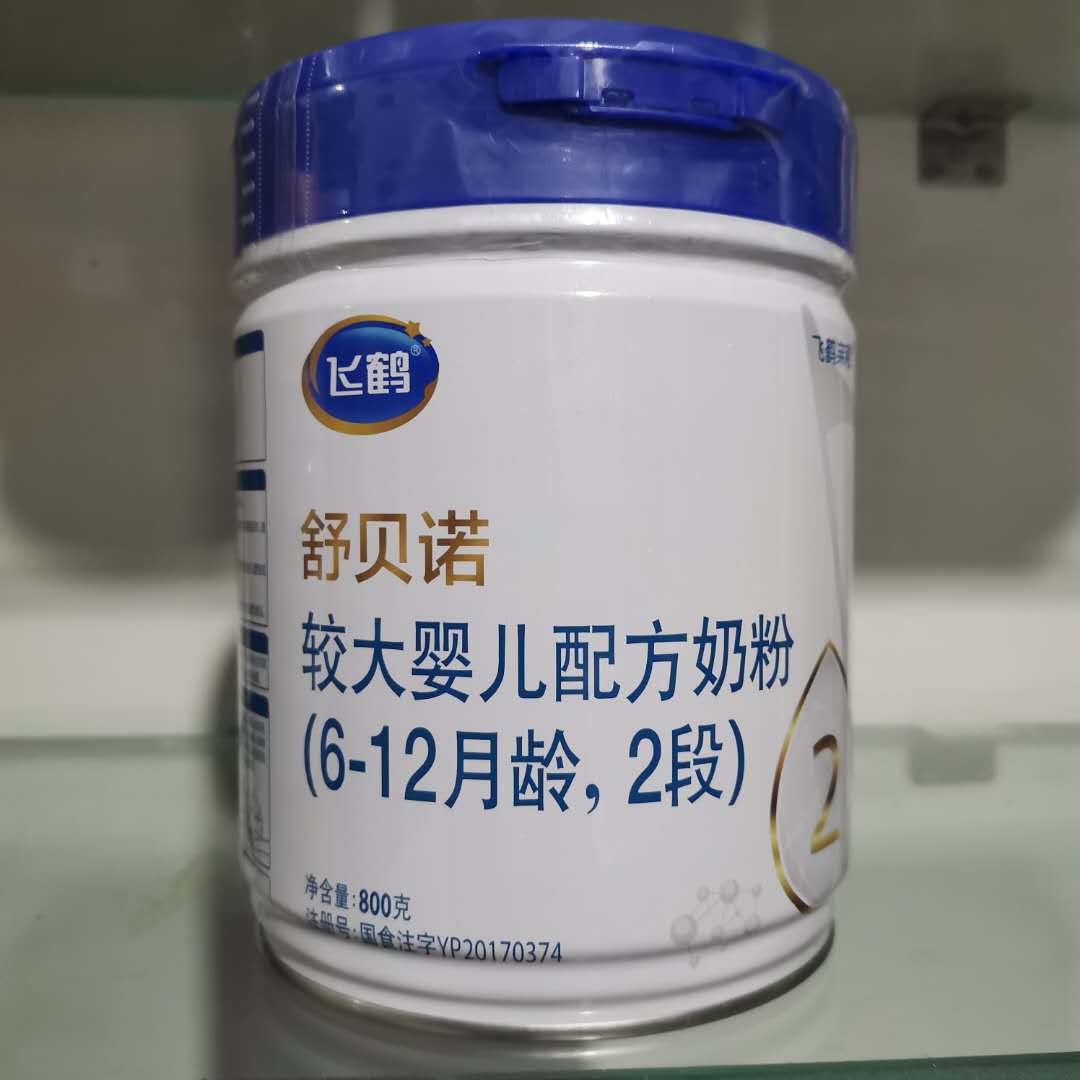 飞鹤®
舒贝诺
较大婴儿配方奶粉
(6-12月龄，2段)
2
净含量:800克
注册号:国食注字YP20170374
飞鹤